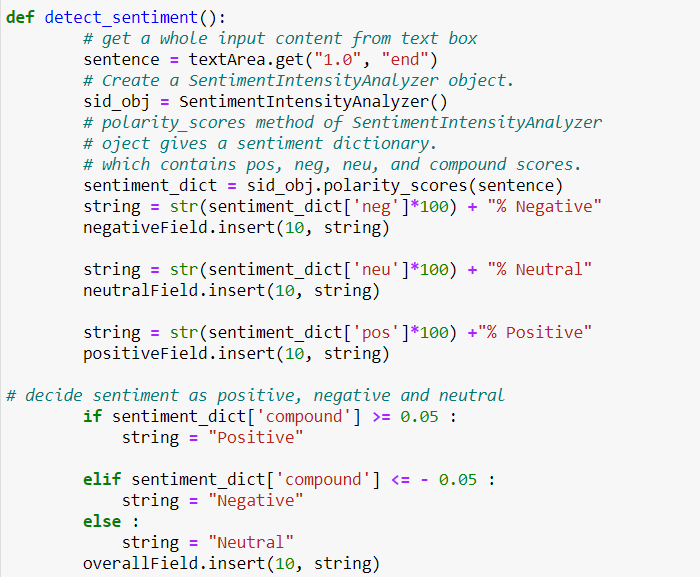 def detect_sentiment():
        # get a whole input content from text box
        sentence = textArea.get("1.0", "end")
        # Create a SentimentIntensityAnalyzer object.
        sid_obj = SentimentIntensityAnalyzer()
        # polarity_scores method of SentimentIntensityAnalyzer
        # oject gives a sentiment dictionary.
        # which contains pos, neg, neu, and compound scores.
        sentiment_dict = sid_obj.polarity_scores(sentence)
        string = str(sentiment_dict['neg']*100) + "% Negative"
        negativeField.insert(10, string)

        string = str(sentiment_dict['neu']*100) + "% Neutral"
        neutralField.insert(10, string)

        string = str(sentiment_dict['pos']*100) +"% Positive"
        positiveField.insert(10, string)

# decide sentiment as positive, negative and neutral
        if sentiment_dict['compound'] >= 0.05 :
            string = "Positive"

        elif sentiment_dict['compound'] <= - 0.05 :
            string = "Negative"
        else :
            string = "Neutral"
        overallField.insert(10, string)